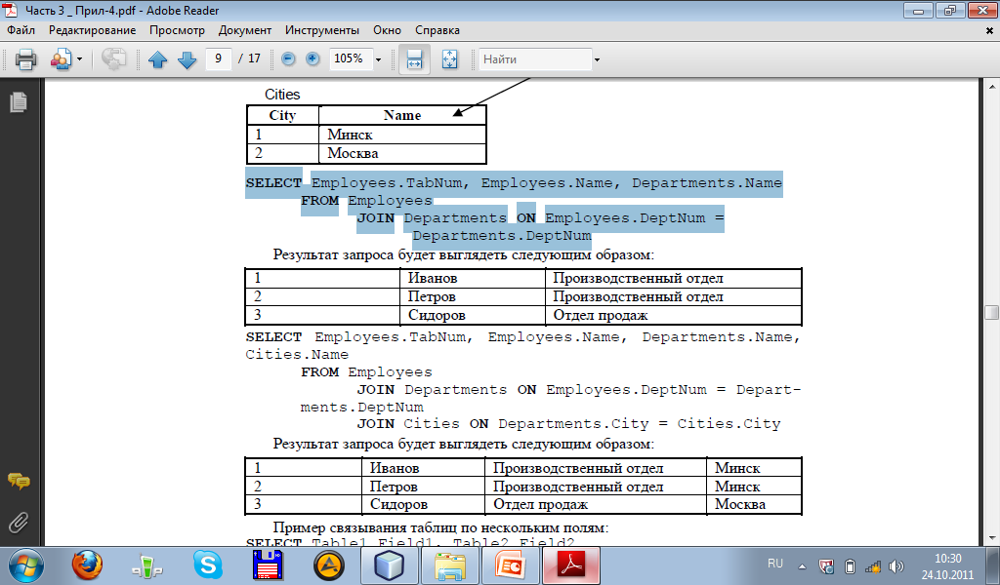 Часть 3 _ Прил-4.pdf - Adobe Reader
Файл Редактирование Просмотр Документ Инструменты Окно Справка
9 / 17 105% Найти
Cities
City Name
1 Минск
2 Москва
SELECT Employees.TabNum, Employees.Name, Departments.Name
FROM Employees
JOIN Departments ON Employees.DeptNum =
Departments.DeptNum
Результат запроса будет выглядеть следующим образом:
1 Иванов Производственный отдел
2 Петров Производственный отдел
3 Сидоров Отдел продаж
SELECT Employees.TabNum, Employees.Name, Departments.Name,
Cities.Name
FROM Employees
JOIN Departments ON Employees.DeptNum = Depart-
ments.DeptNum
JOIN Cities ON Departments.City = Cities.City
Результат запроса будет выглядеть следующим образом:
1 Иванов Производственный отдел Минск
2 Петров Производственный отдел Минск
3 Сидоров Отдел продаж Москва
Пример связывания таблиц по нескольким полям:
SELECT Table1.Field1, Table2.Field2
RU 10:30
24.10.2011